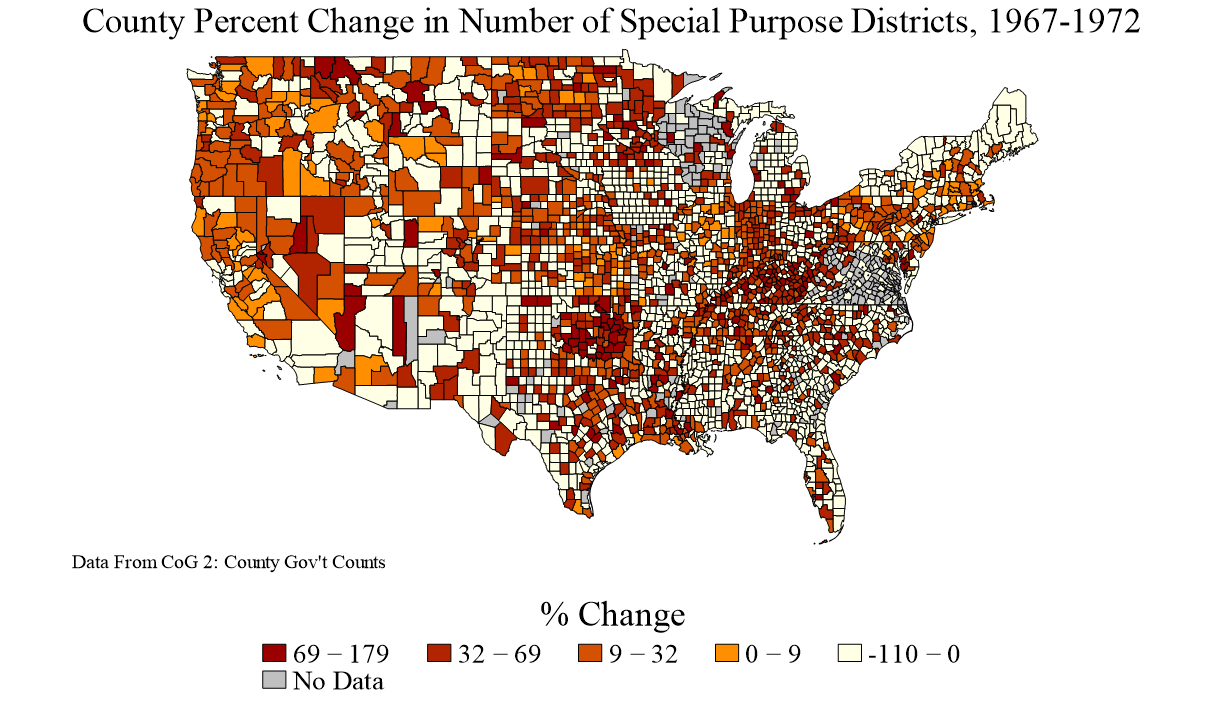 County Percent Change in Number of Special Purpose Districts, 1967-1972
Data From CoG 2: County Gov't Counts
% Change
69 − 179 32 − 69 9 − 32 0 − 9 -110 − 0
No Data